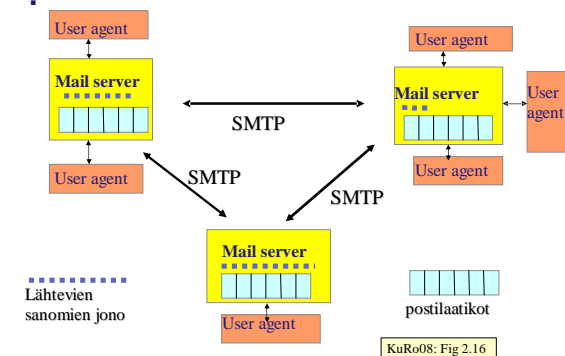 User agent
User agent
Mail server
Mail server
User
agent
SMTP
User agent
User agent
SMTP
SMTP
Mail server
Lähtevien
sanomien jono
postilaatikot
User agent
KuRo08: Fig 2.16